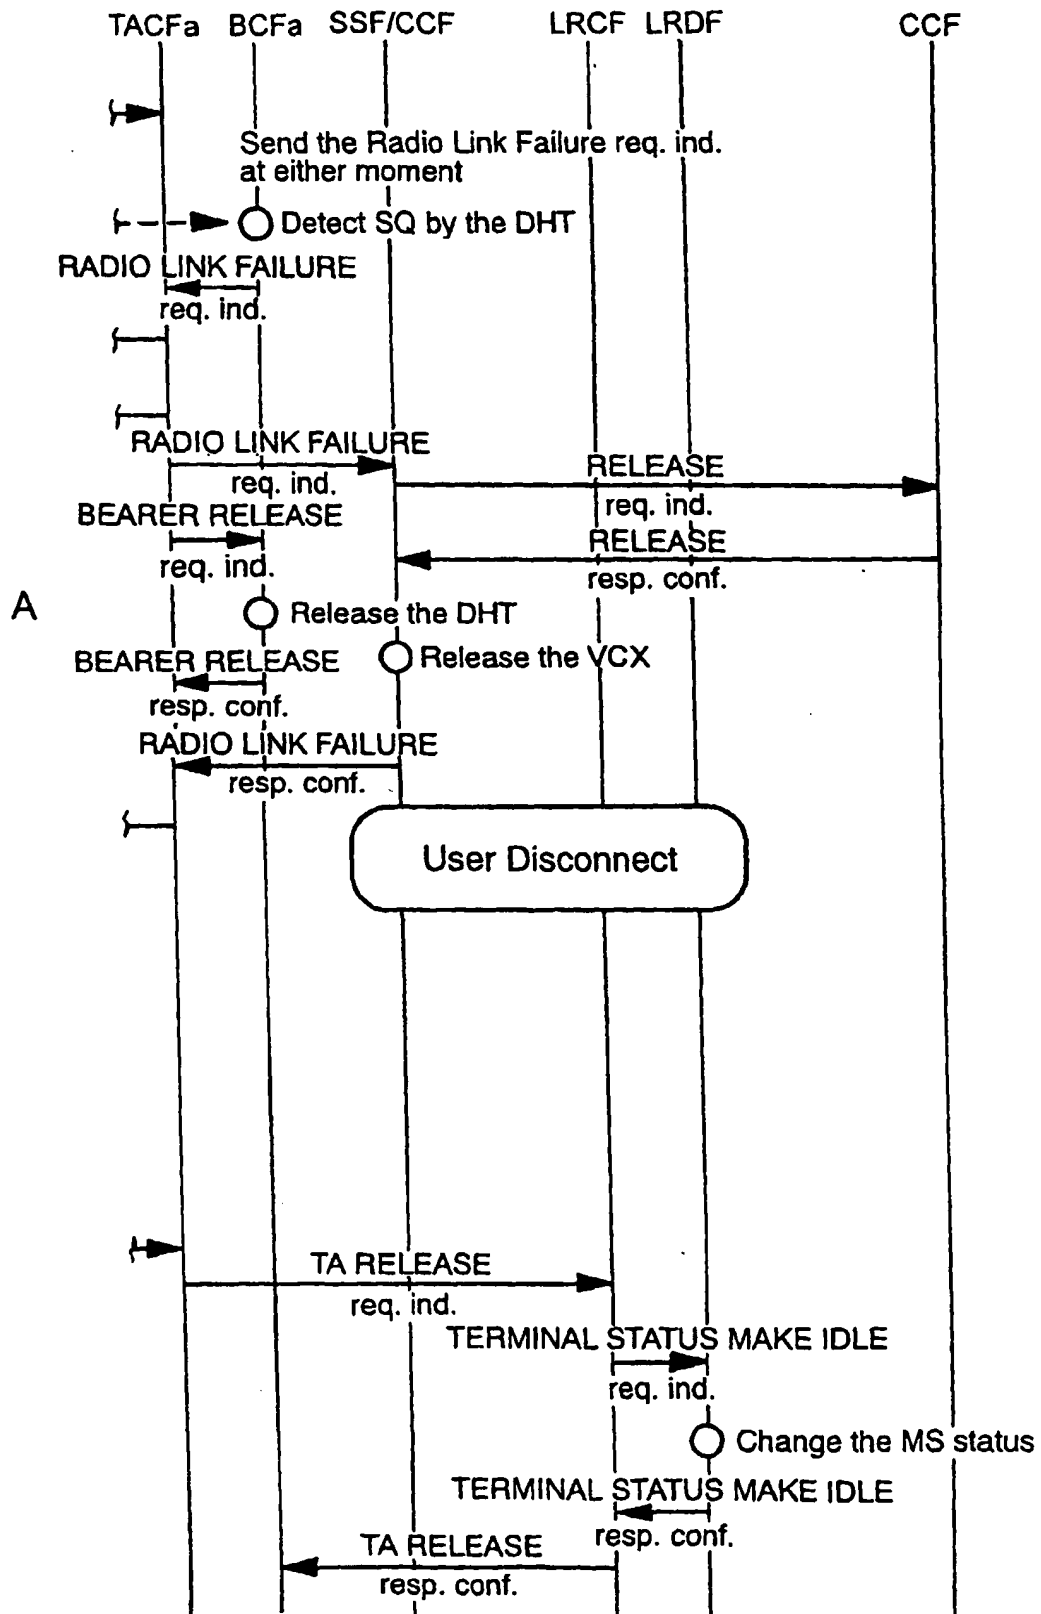 TACFa BCFa SSF/CCF LRCF LRDF CCF
Send the Radio Link Failure req. ind.
at either moment
Detect SQ by the DHT
RADIO LINK FAILURE
req. ind.
RADIO LINK FAILURE
req. ind.
RELEASE
req. ind.
BEARER RELEASE
req. ind.
RELEASE
resp. conf.
A
Release the DHT
Release the VCX
BEARER RELEASE
resp. conf.
RADIO LINK FAILURE
resp. conf.
User Disconnect
TA RELEASE
req. ind.
TERMINAL STATUS MAKE IDLE
req. ind.
Change the MS status
TERMINAL STATUS MAKE IDLE
resp. conf.
TA RELEASE
resp. conf.